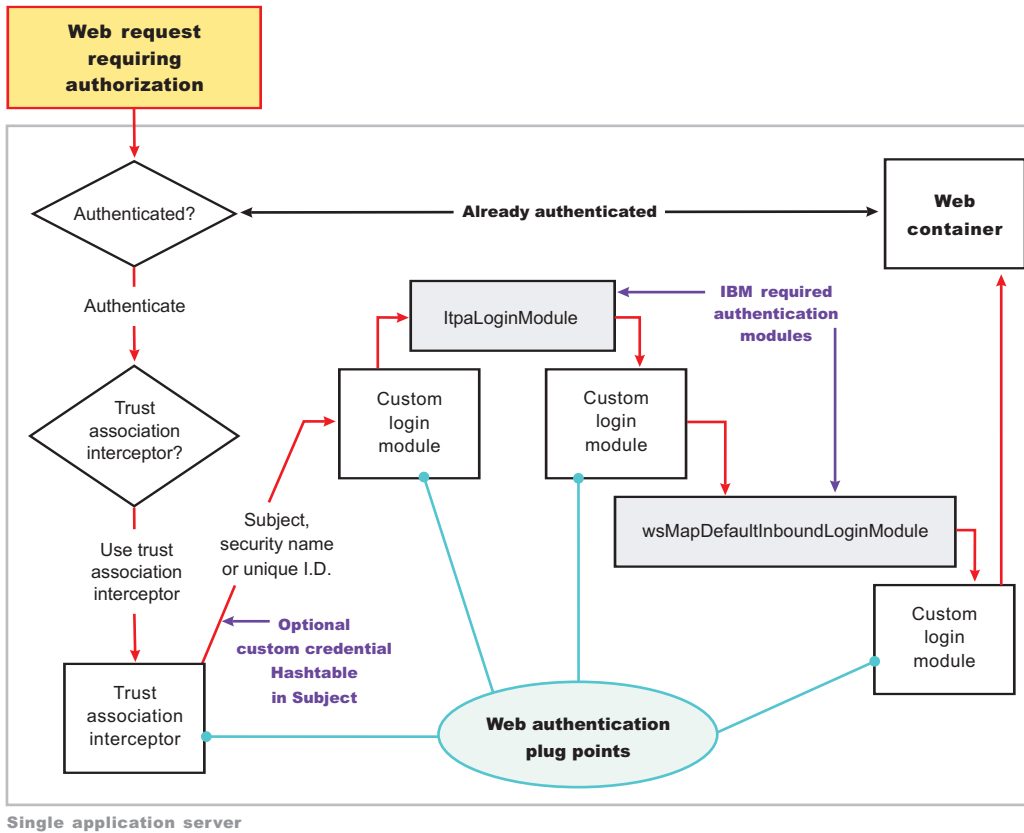 Web request
requiring
authorization
Authenticated?
Already authenticated
Web
container
Authenticate
ltpaLoginModule
IBM required
authentication
modules
Trust
association
interceptor?
Custom
login
module
Custom
login
module
Subject,
security name
or unique I.D.
wsMapDefaultInboundLoginModule
Use trust
association
interceptor
Optional
custom credential
Hashtable
in Subject
Custom
login
module
Trust
association
interceptor
Web authentication
plug points
Single application server